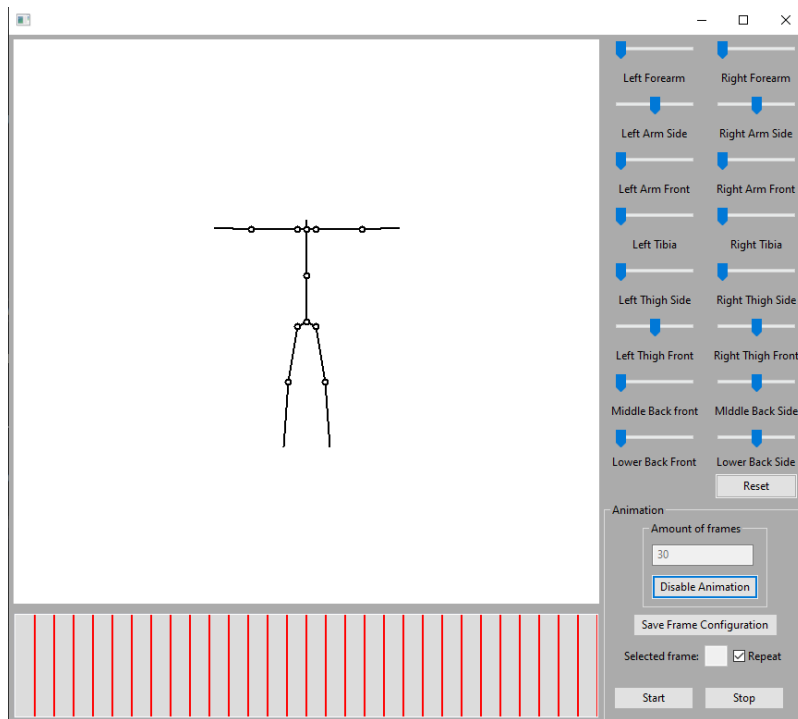 Left Forearm Right Forearm
Left Arm Side Right Arm Side
Left Arm Front Right Arm Front
Left Tibia Right Tibia
Left Thigh Side Right Thigh Side
Left Thigh Front Right Thigh Front
Middle Back front MIddle Back Side
Lower Back Front Lower Back Side
Reset
Animation
Amount of frames
30
Disable Animation
Save Frame Configuration
Selected frame: Repeat
Start Stop